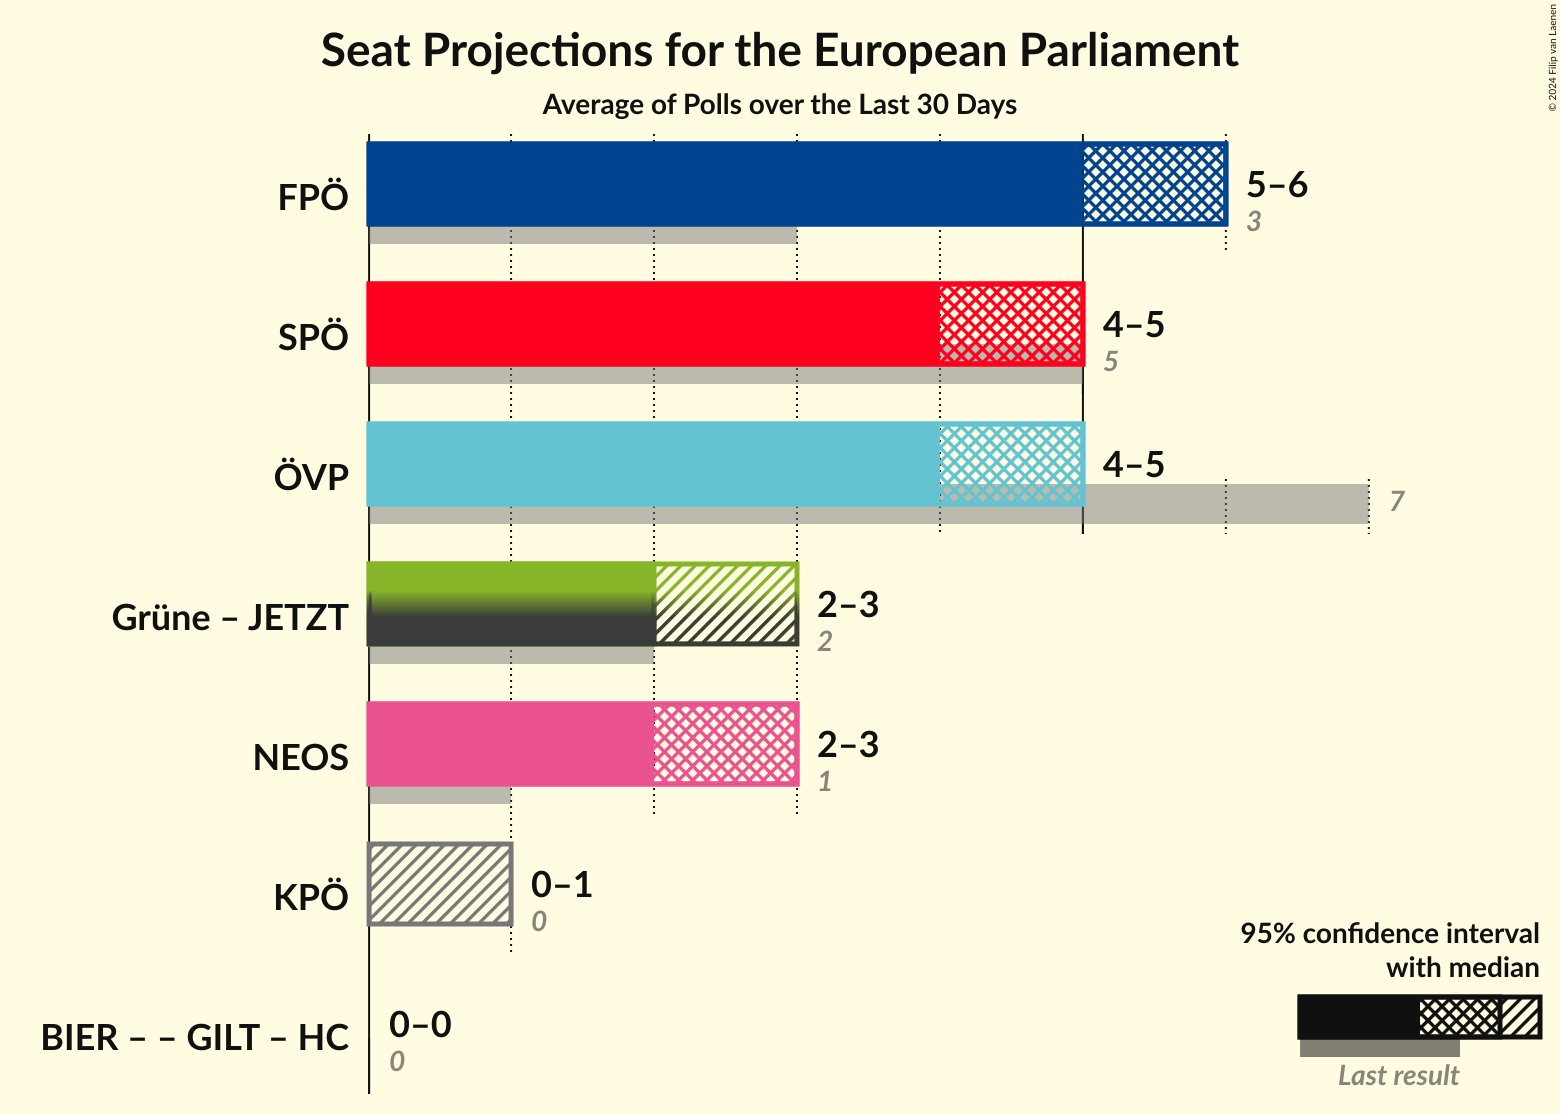 Seat Projections for the European Parliament
Average of Polls over the Last 30 Days
© 2024 Filip van Laenen
FPÖ
5–6
3
SPÖ
4–5
5
ÖVP
4–5
7
Grüne – JETZT
2–3
2
NEOS
2–3
1
KPÖ
0–1
0
BIER – – GILT – HC
0–0
0
95% confidence interval
with median
Last result